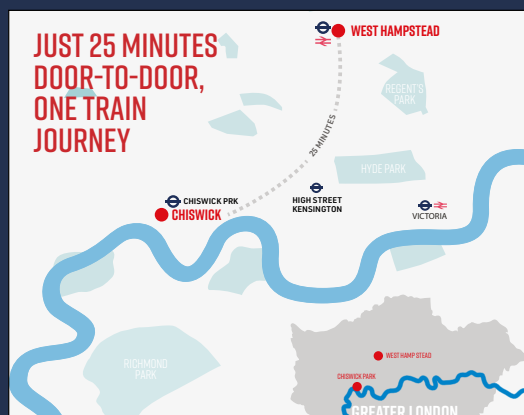 JUST 25 MINUTES
DOOR-TO-DOOR,
ONE TRAIN
JOURNEY
WEST HAMPSTEAD
REGENT'S
PARK
25 MINUTES
HYDE PARK
CHISWICK PRK
CHISWICK
HIGH STREET
KENSINGTON
VICTORIA
RICHMOND
PARK
WEST HAMP STEAD
CHISWICK PARK
GREATER LONDON